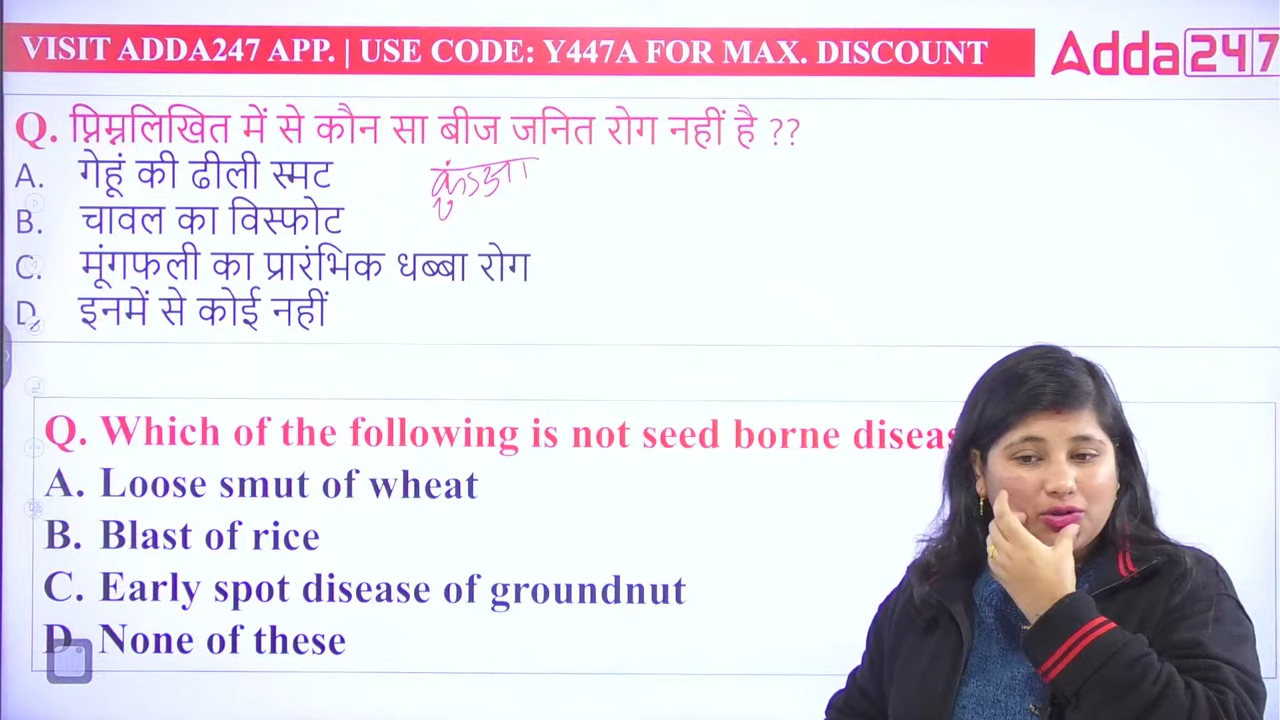 VISIT ADDA247 APP. | USE CODE: Y447A FOR MAX. DISCOUNT
Adda247
Q. प्निम्नलिखित में से कौन सा बीज जनित रोग नहीं है ??
A. गेहूं की ढीली स्मट
B. चावल का विस्फोट
C. मूंगफली का प्रारंभिक धब्बा रोग
D. इनमें से कोई नहीं
Q. Which of the following is not seed borne
A. Loose smut of wheat
B. Blast of rice
C. Early spot disease of groundnut
D. None of these